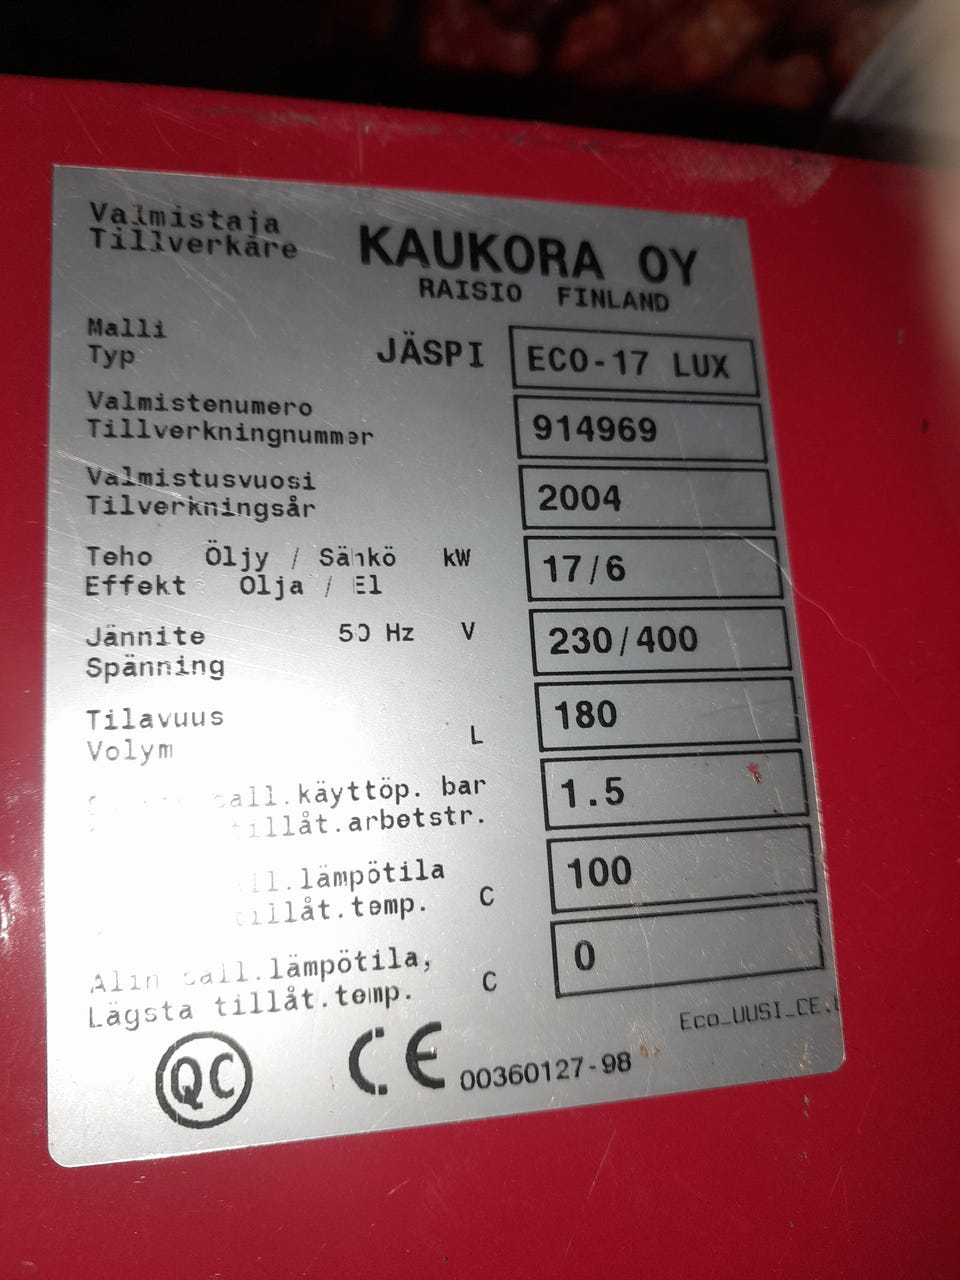 Valmistaja
Tillverkare
KAUKORA OY
RAISIO FINLAND
Malli
Typ
JÄSPI
ECO-17 LUX
Valmistenumero
Tillverkningnummer
914969
Valmistusvuosi
Tilverkningsår
2004
Teho Öljy / Sähkö kW
Effekt Olja / El
17/6
Jännite 50 Hz V
Spänning
230/400
Tilavuus
Volym L
180
sall.käyttöp. bar
tillåt.arbetstr.
1.5
sall.lämpötila
tillåt.temp. C
100
Alin sall.lämpötila,
Lägsta tillåt.temp. C
0
Eco_UUSI_CE.
QC
CE 00360127-98